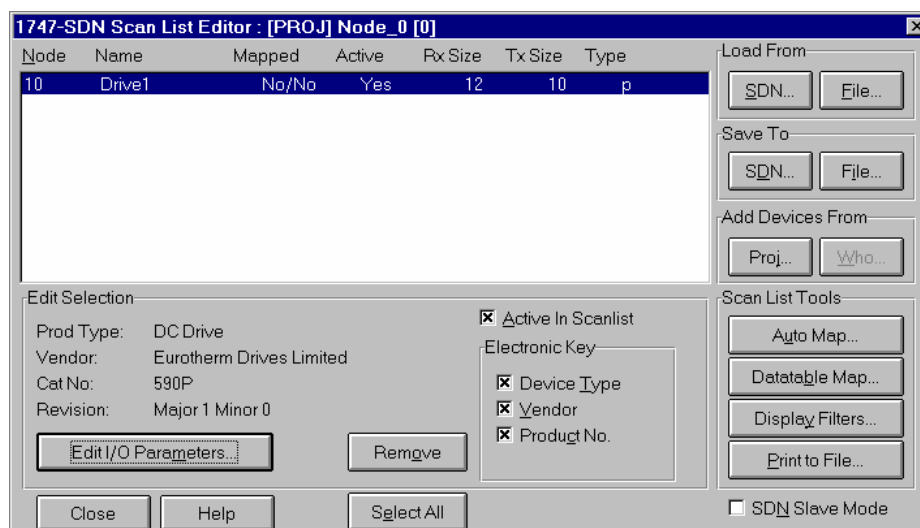 1747-SDN Scan List Editor : [PROJ] Node_0 [0]
Node Name Mapped Active Rx Size Tx Size Type
10 Drive1 No/No Yes 12 10 p
Load From
SDN... File...
Save To
SDN... File...
Add Devices From
Proj... Who...
Edit Selection
Prod Type: DC Drive
Vendor: Eurotherm Drives Limited
Cat No: 590P
Revision: Major 1 Minor 0
Edit I/O Parameters... Remove
Active In Scanlist
Electronic Key
Device Type
Vendor
Product No.
Scan List Tools
Auto Map...
Datatable Map...
Display Filters...
Print to File...
Close Help Select All
SDN Slave Mode